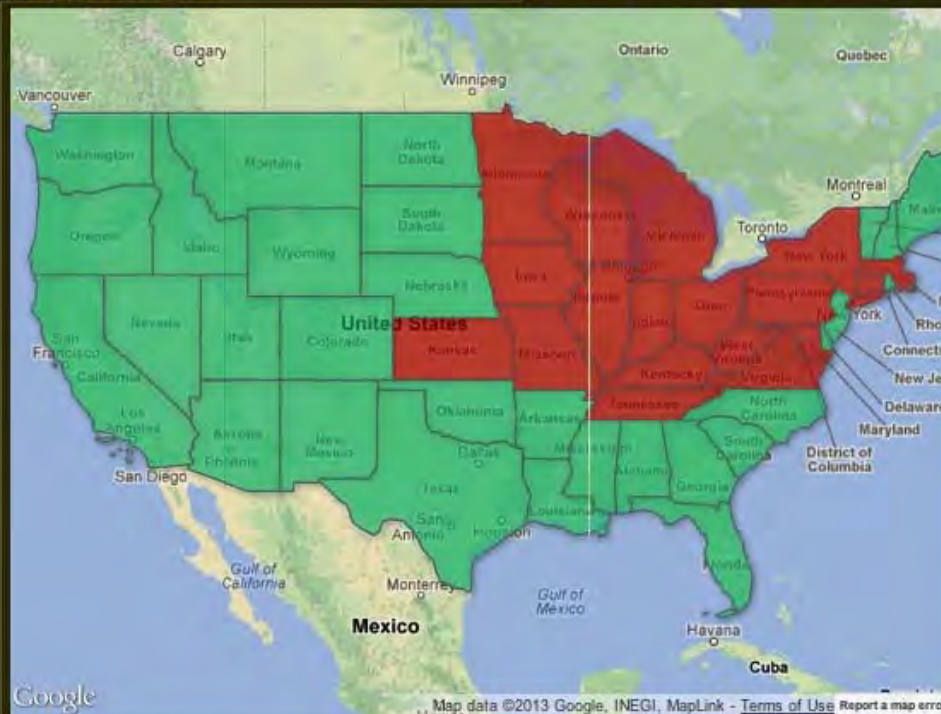 Calgary
Ontario
Quebec
Winnipeg
Vancouver
Washington
Montana
North
Dakota
Minnesota
Montreal
Oregon
Idaho
South
Dakota
Wisconsin
Michigan
Toronto
New York
Maine
Wyoming
Iowa
Nebraska
Illinois
Indiana
Ohio
Pennsylvania
York
Nevada
Utah
Colorado
United States
Kansas
Missouri
West
Virginia
Virginia
Kentucky
San
Francisco
California
Los
Angeles
Arizona
Phoenix
New
Mexico
Oklahoma
Arkansas
Tennessee
North
Carolina
South
Carolina
Rho
Connecti
New Je
Delawar
Maryland
District of
Columbia
San Diego
Dallas
Texas
Mississippi
Alabama
Georgia
San
Antonio
Houston
Louisiana
Florida
Gulf of
California
Monterrey
Gulf of
Mexico
Mexico
Havana
Cuba
Google
Map data ©2013 Google, INEGI, MapLink - Terms of Use
Report a map erro